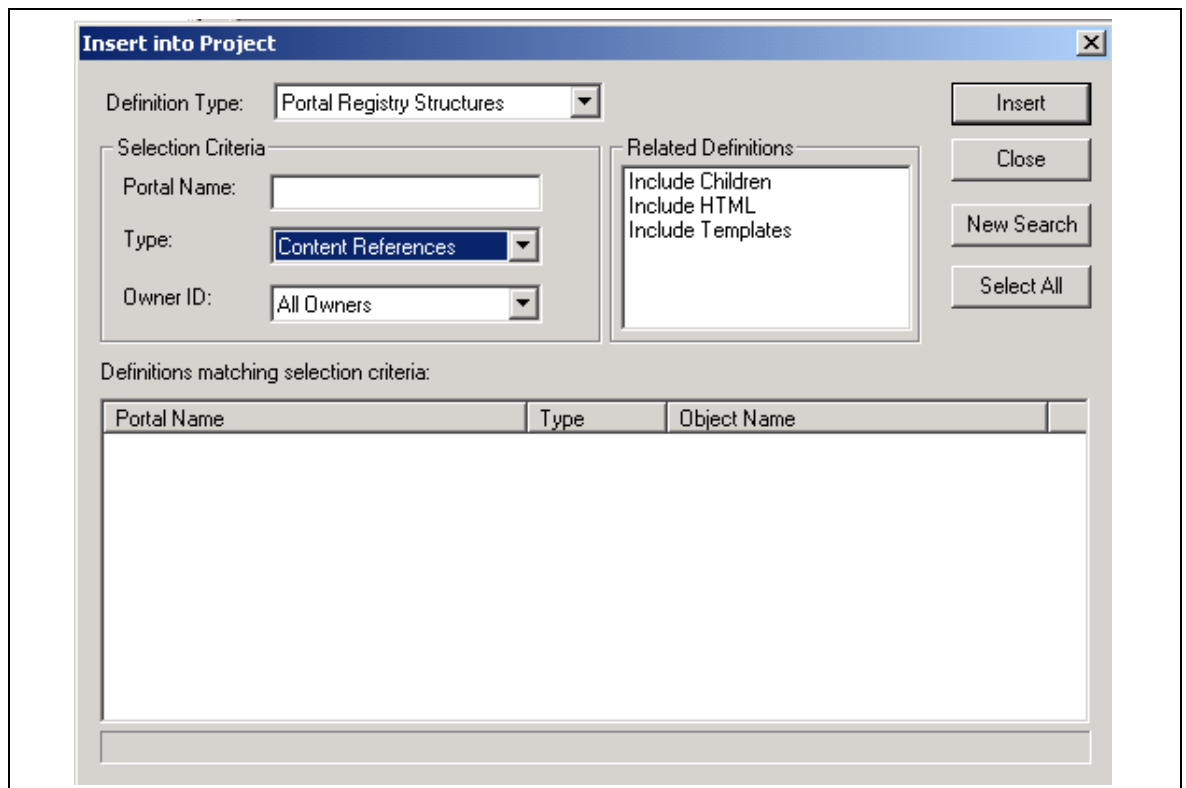 Insert into Project
Definition Type: Portal Registry Structures
Insert
Selection Criteria
Portal Name:
Type: Content References
Owner ID: All Owners
Related Definitions
Include Children
Include HTML
Include Templates
Close
New Search
Select All
Definitions matching selection criteria:
Portal Name Type Object Name